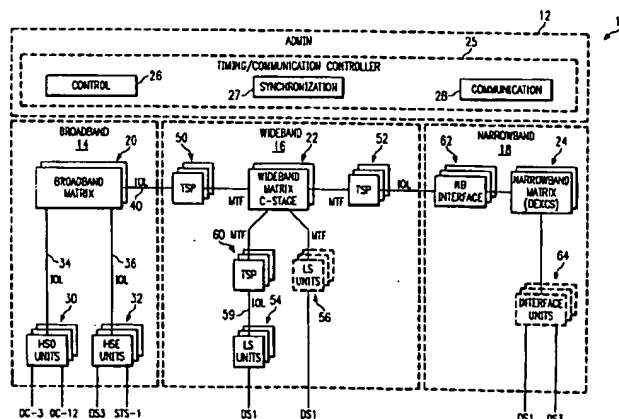 12
1
ADMIN
25
TIMING/COMMUNICATION CONTROLLER
CONTROL
26
SYNCHRONIZATION
27
COMMUNICATION
28
BROADBAND
14
20
BROADBAND
MATRIX
IOL
40
34
36
IOL
IOL
30
32
HSO
UNITS
HSE
UNITS
OC-3
OC-12
DS3
STS-1
50
WIDEBAND
16
22
52
TSP
WIDEBAND
MATRIX
C-STAGE
TSP
MTF
MTF
IOL
MTF
MTF
60
TSP
LS
UNITS
56
59
IOL
54
LS
UNITS
DS1
DS1
NARROWBAND
18
62
24
NB
INTERFACE
NARROWBAND
MATRIX
(DEXCS)
64
INTERFACE
UNITS
DS1
DS3